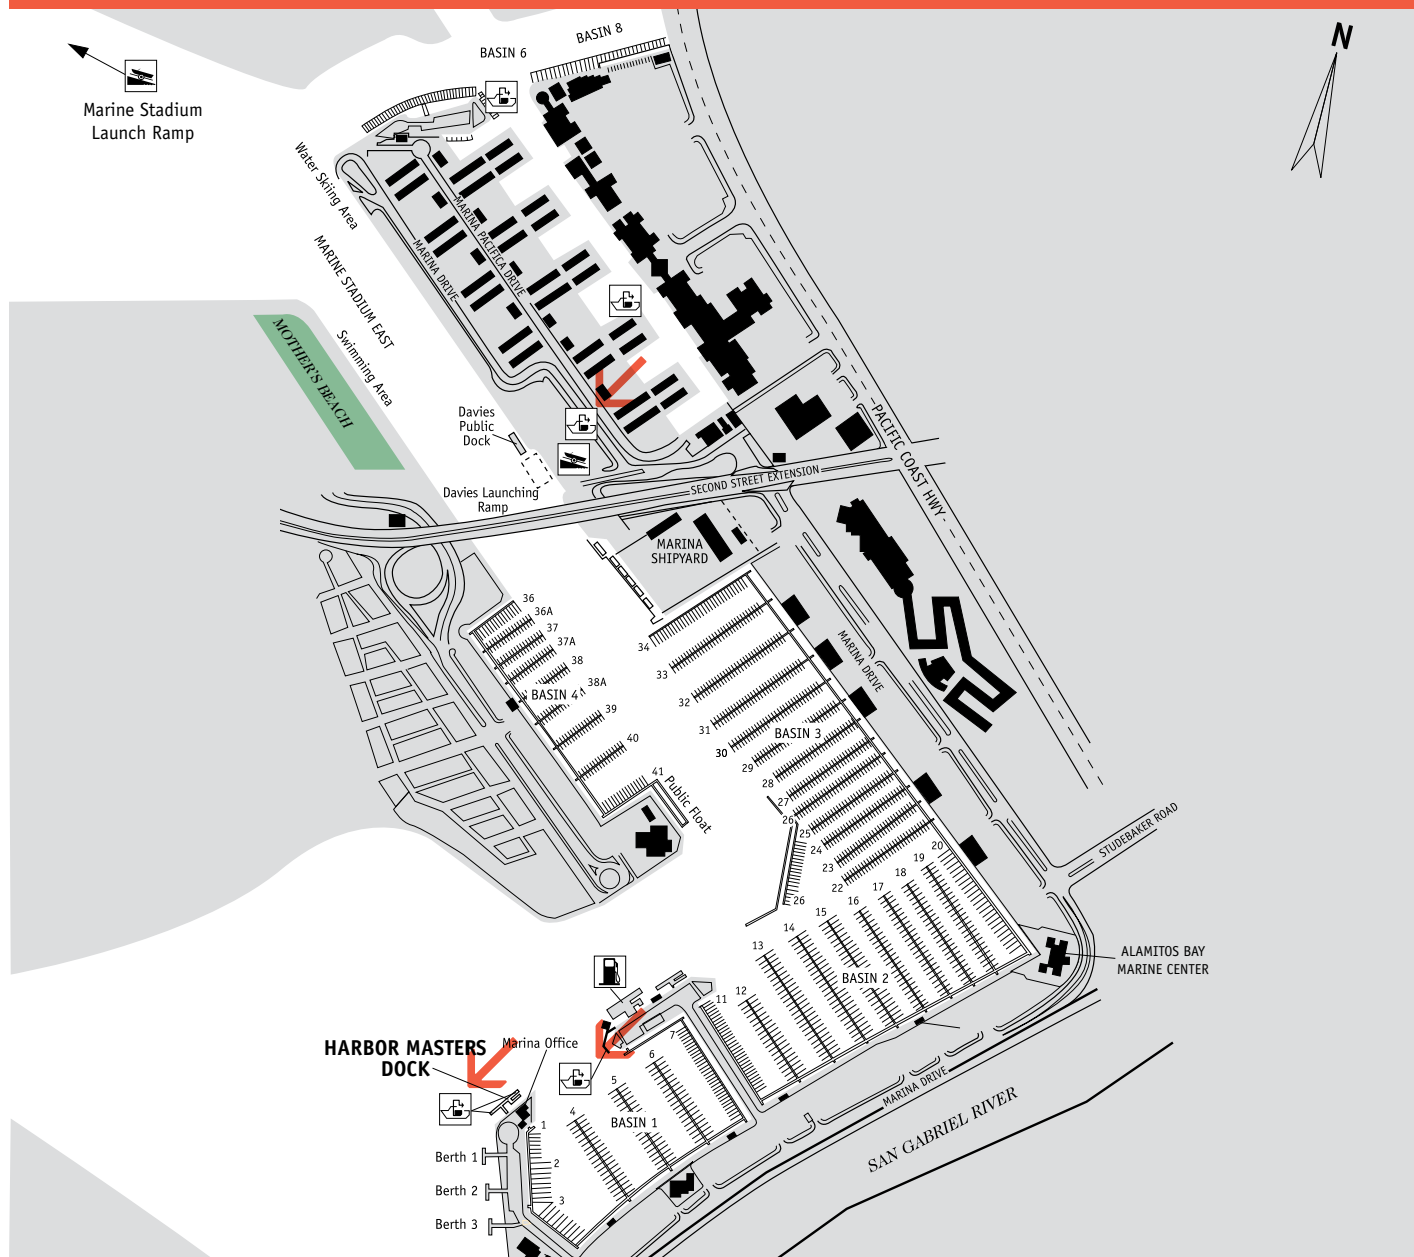 BASIN 8
BASIN 6
N
Marine Stadium
Launch Ramp
Water Skiing Area
MARINA PACIFICA DRIVE
MARINA DRIVE
MARINE STADIUM EAST
Swimming Area
MOTHER'S BEACH
Davies
Public
Dock
PACIFIC COAST HWY
SECOND STREET EXTENSION
Davies Launching
Ramp
MARINA
SHIPYARD
36
36A
37
37A
38
38A
39
40
41
BASIN 4
Public Float
34
33
32
31
30
29
28
27
26
25
24
23
22
26
BASIN 3
MARINA DRIVE
STUDEBAKER ROAD
20
19
18
17
16
15
14
13
12
11
BASIN 2
ALAMITOS BAY
MARINE CENTER
HARBOR MASTERS
DOCK
Marina Office
7
6
5
4
BASIN 1
1
2
3
MARINA DRIVE
SAN GABRIEL RIVER
Berth 1
Berth 2
Berth 3